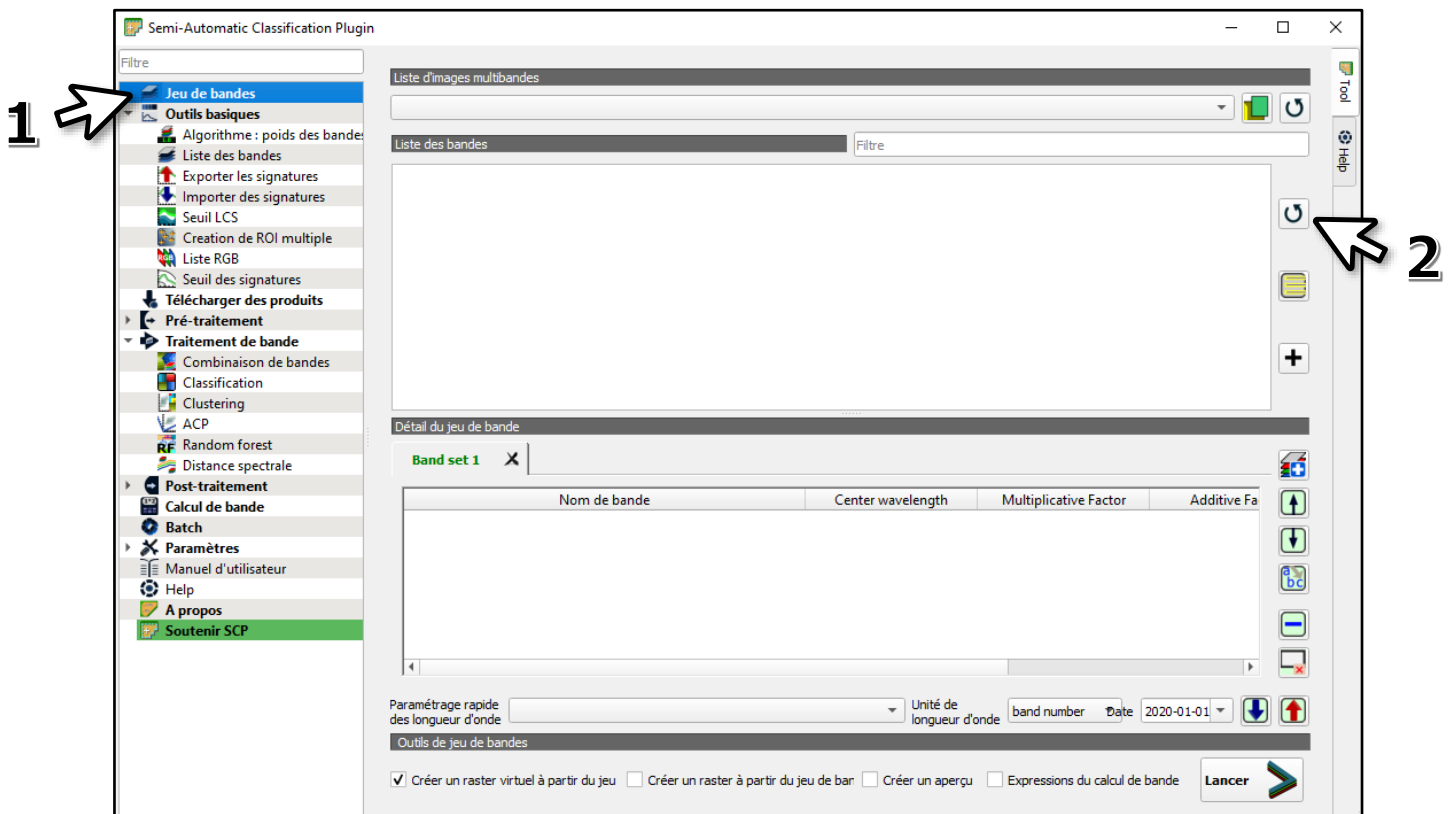 Semi-Automatic Classification Plugin
Filtre
Jeu de bandes
Outils basiques
Algorithme : poids des bandes
Liste des bandes
Exporter les signatures
Importer des signatures
Seuil LCS
Creation de ROI multiple
Liste RGB
Seuil des signatures
Télécharger des produits
Pré-traitement
Traitement de bande
Combinaison de bandes
Classification
Clustering
ACP
RF Random forest
Distance spectrale
Post-traitement
Calcul de bande
Batch
Paramètres
Manuel d'utilisateur
Help
A propos
Soutenir SCP
1
Liste d'images multibandes
Liste des bandes
Filtre
2
Détail du jeu de bande
Band set 1
Nom de bande Center wavelength Multiplicative Factor Additive Fa
Paramétrage rapide
des longueur d'onde
Unité de
longueur d'onde
band number Date 2020-01-01
Outils de jeu de bandes
Créer un raster virtuel à partir du jeu Créer un raster à partir du jeu de bar Créer un aperçu Expressions du calcul de bande Lancer
Tool
Help